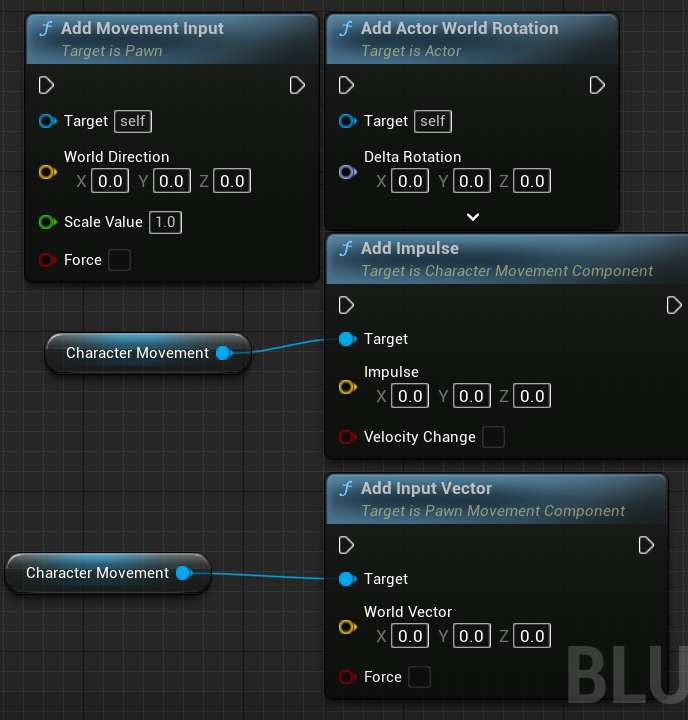 Add Movement Input
Target is Pawn
Target self
World Direction
X 0.0 Y 0.0 Z 0.0
Scale Value 1.0
Force
Add Actor World Rotation
Target is Actor
Target self
Delta Rotation
X 0.0 Y 0.0 Z 0.0
Character Movement
Add Impulse
Target is Character Movement Component
Target
Impulse
X 0.0 Y 0.0 Z 0.0
Velocity Change
Character Movement
Add Input Vector
Target is Pawn Movement Component
Target
World Vector
X 0.0 Y 0.0 Z 0.0
Force
BLU